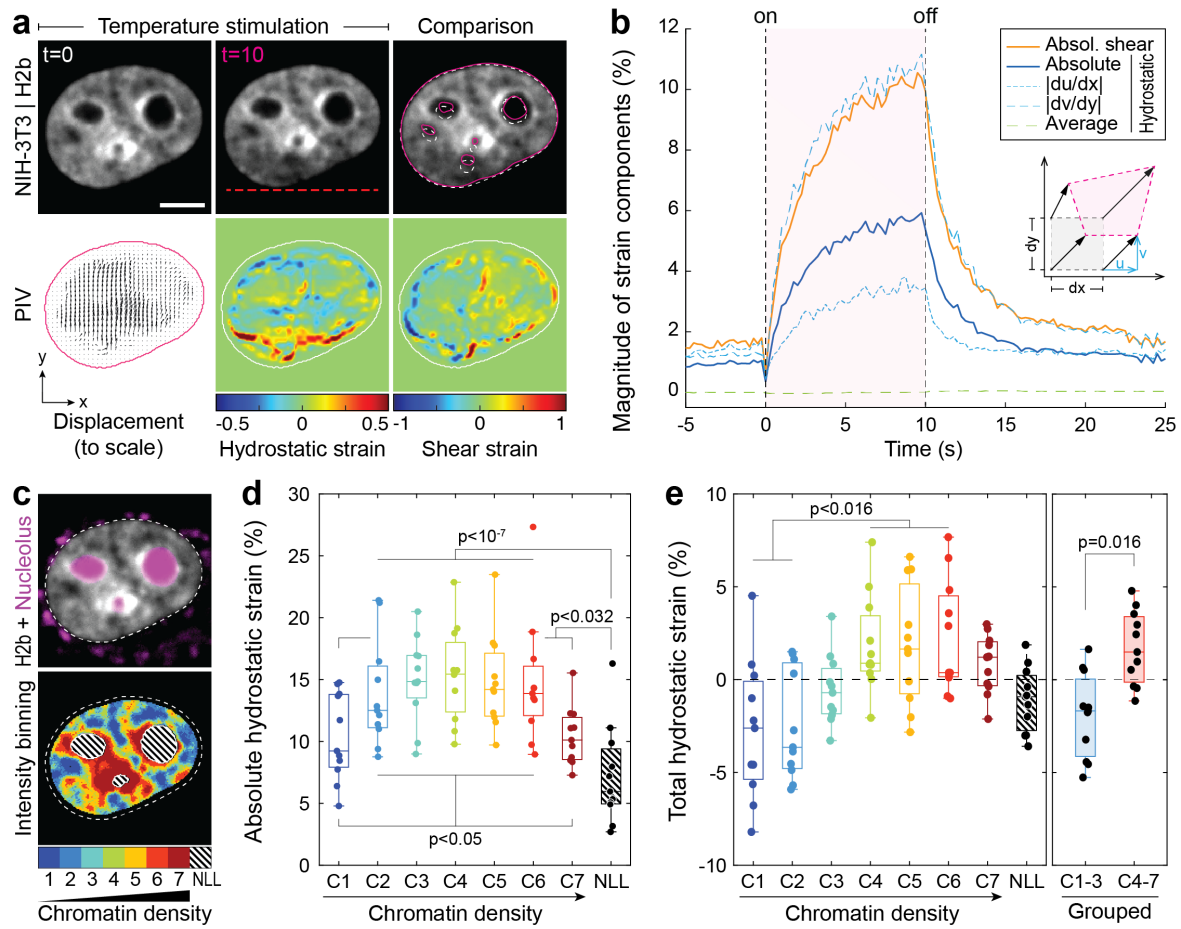 a
Temperature stimulation
Comparison
NIH-3T3 | H2b
t=0
t=10
PIV
y
x
Displacement
(to scale)
-0.5
0
0.5
Hydrostatic strain
-1
0
1
Shear strain
b
on
off
Magnitude of strain components (%)
12
10
8
6
4
2
0
-5
0
5
10
15
20
25
Time (s)
Absol. shear
Absolute
|du/dx|
|dv/dy|
Average
Hydrostatic
dy
dx
u
v
c
H2b + Nucleolus
Intensity binning
1 2 3 4 5 6 7 NLL
Chromatin density
d
Absolute hydrostatic strain (%)
30
25
20
15
10
5
0
p<10-7
p<0.032
p<0.05
C1 C2 C3 C4 C5 C6 C7 NLL
Chromatin density
e
Total hydrostatic strain (%)
10
5
0
-5
-10
p<0.016
p=0.016
C1 C2 C3 C4 C5 C6 C7 NLL
Chromatin density
C1-3 C4-7
Grouped